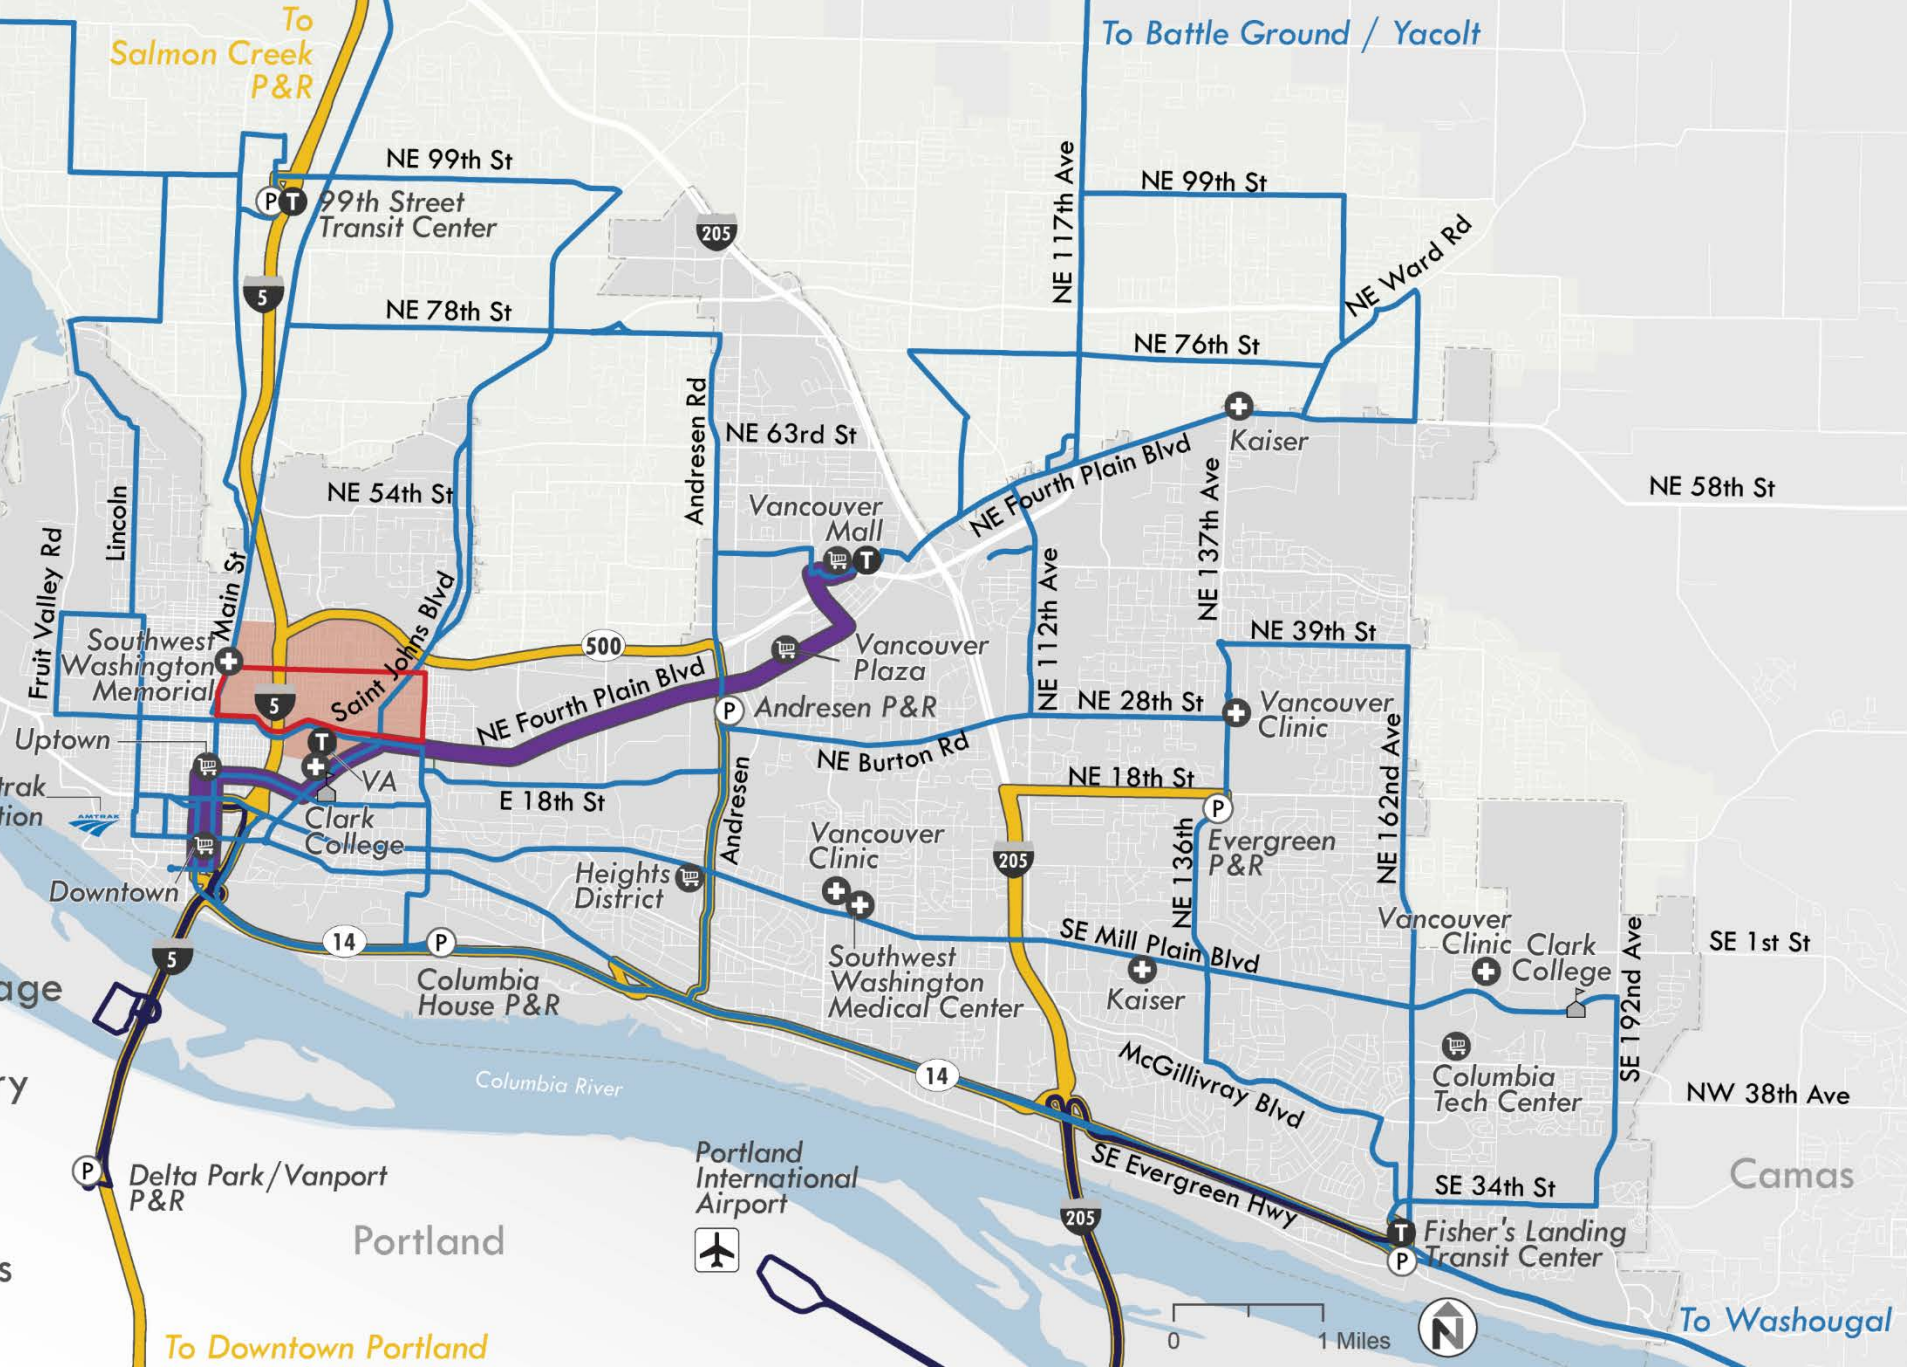 To
Salmon Creek
P&R
To Battle Ground / Yacolt
NE 99th St
P T
99th Street
Transit Center
205
NE 117th Ave
NE 99th St
NE Ward Rd
5
NE 78th St
NE 76th St
Andresen Rd
NE 63rd St
Kaiser
NE Fourth Plain Blvd
NE 137th Ave
NE 58th St
Lincoln
NE 54th St
Vancouver
Mall
T
Fruit Valley Rd
Main St
Saint Johns Blvd
NE 112th Ave
NE 39th St
Southwest
Washington
Memorial
500
Vancouver
Plaza
5
NE Fourth Plain Blvd
P
Andresen P&R
NE 28th St
Vancouver
Clinic
Uptown
T
VA
NE Burton Rd
NE 162nd Ave
NE 18th St
E 18th St
trak
tion
AMTRAK
Clark
College
Andresen
P
Evergreen
P&R
NE 136th
205
Vancouver
Clinic
Heights
District
Downtown
Vancouver
Clinic
Clark
College
SE 192nd Ave
SE 1st St
14
P
SE Mill Plain Blvd
5
Columbia
House P&R
Southwest
Washington
Medical Center
Kaiser
age
Columbia
Tech Center
McGillivray Blvd
14
Columbia River
ry
NW 38th Ave
P
Delta Park/Vanport
P&R
Portland
International
Airport
SE Evergreen Hwy
SE 34th St
Camas
205
T
Fisher's Landing
Transit Center
P
Portland
s
To Downtown Portland
0
1 Miles
N
To Washougal